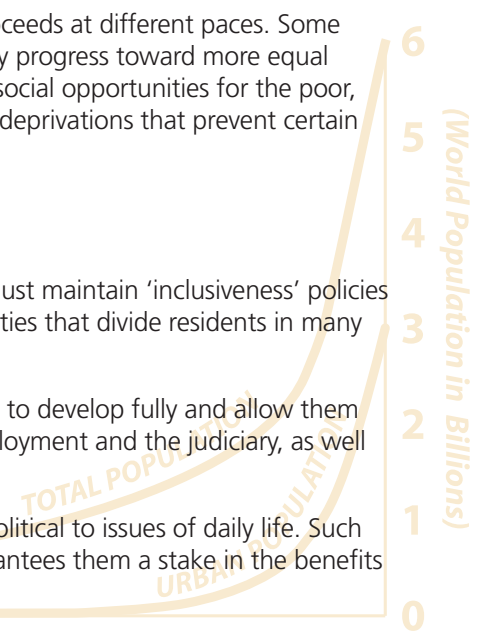 oceeds at different paces. Some
y progress toward more equal
social opportunities for the poor,
deprivations that prevent certain
ust maintain ‘inclusiveness’ policies
ties that divide residents in many
to develop fully and allow them
ployment and the judiciary, as well
olitical to issues of daily life. Such
antees them a stake in the benefits
TOTAL POPULATION
URBAN POPULATION
6
5
4
3
2
1
0
(World Population in Billions)